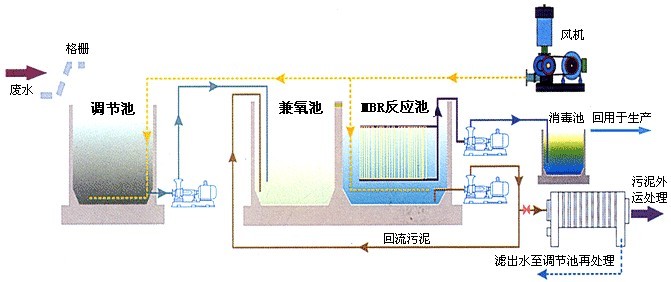 格栅
废水
调节池
兼氧池
MBR反应池
风机
消毒池
回用于生产
污泥外
运处理
回流污泥
滤出水至调节池再处理